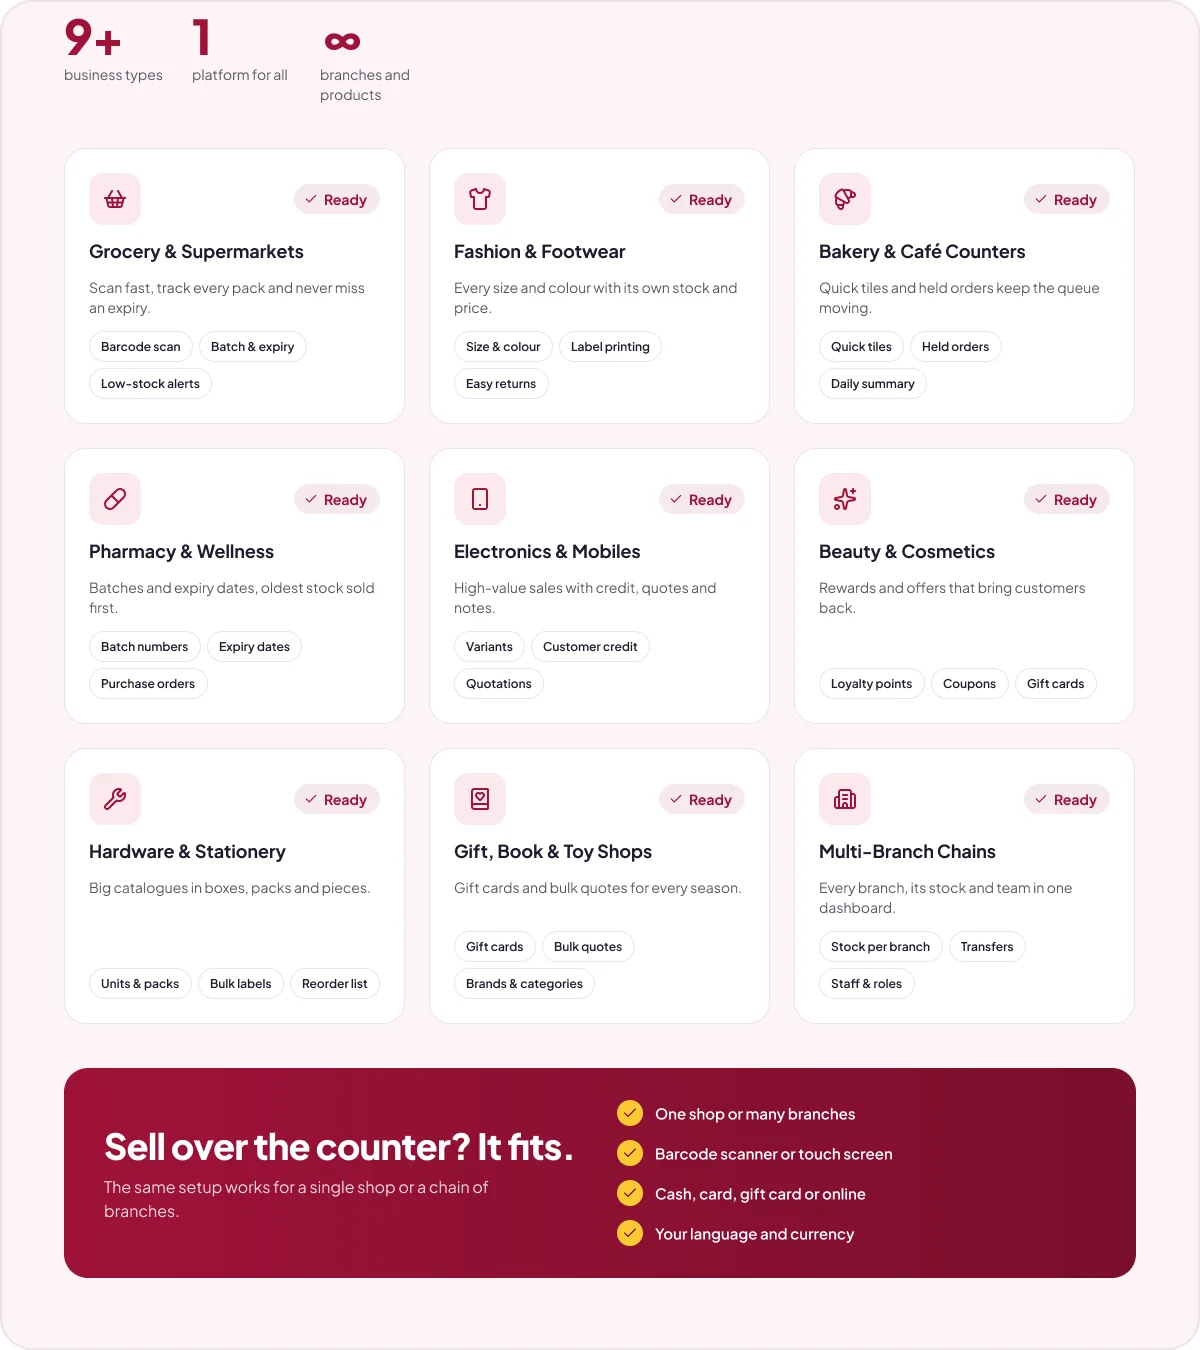 9+
business types
1
platform for all
∞
branches and
products
Ready
Grocery & Supermarkets
Scan fast, track every pack and never miss
an expiry.
Barcode scan
Batch & expiry
Low-stock alerts
Ready
Fashion & Footwear
Every size and colour with its own stock and
price.
Size & colour
Label printing
Easy returns
Ready
Bakery & Café Counters
Quick tiles and held orders keep the queue
moving.
Quick tiles
Held orders
Daily summary
Ready
Pharmacy & Wellness
Batches and expiry dates, oldest stock sold
first.
Batch numbers
Expiry dates
Purchase orders
Ready
Electronics & Mobiles
High-value sales with credit, quotes and
notes.
Variants
Customer credit
Quotations
Ready
Beauty & Cosmetics
Rewards and offers that bring customers
back.
Loyalty points
Coupons
Gift cards
Ready
Hardware & Stationery
Big catalogues in boxes, packs and pieces.
Units & packs
Bulk labels
Reorder list
Ready
Gift, Book & Toy Shops
Gift cards and bulk quotes for every season.
Gift cards
Bulk quotes
Brands & categories
Ready
Multi-Branch Chains
Every branch, its stock and team in one
dashboard.
Stock per branch
Transfers
Staff & roles
Sell over the counter? It fits.
The same setup works for a single shop or a chain of
branches.
One shop or many branches
Barcode scanner or touch screen
Cash, card, gift card or online
Your language and currency